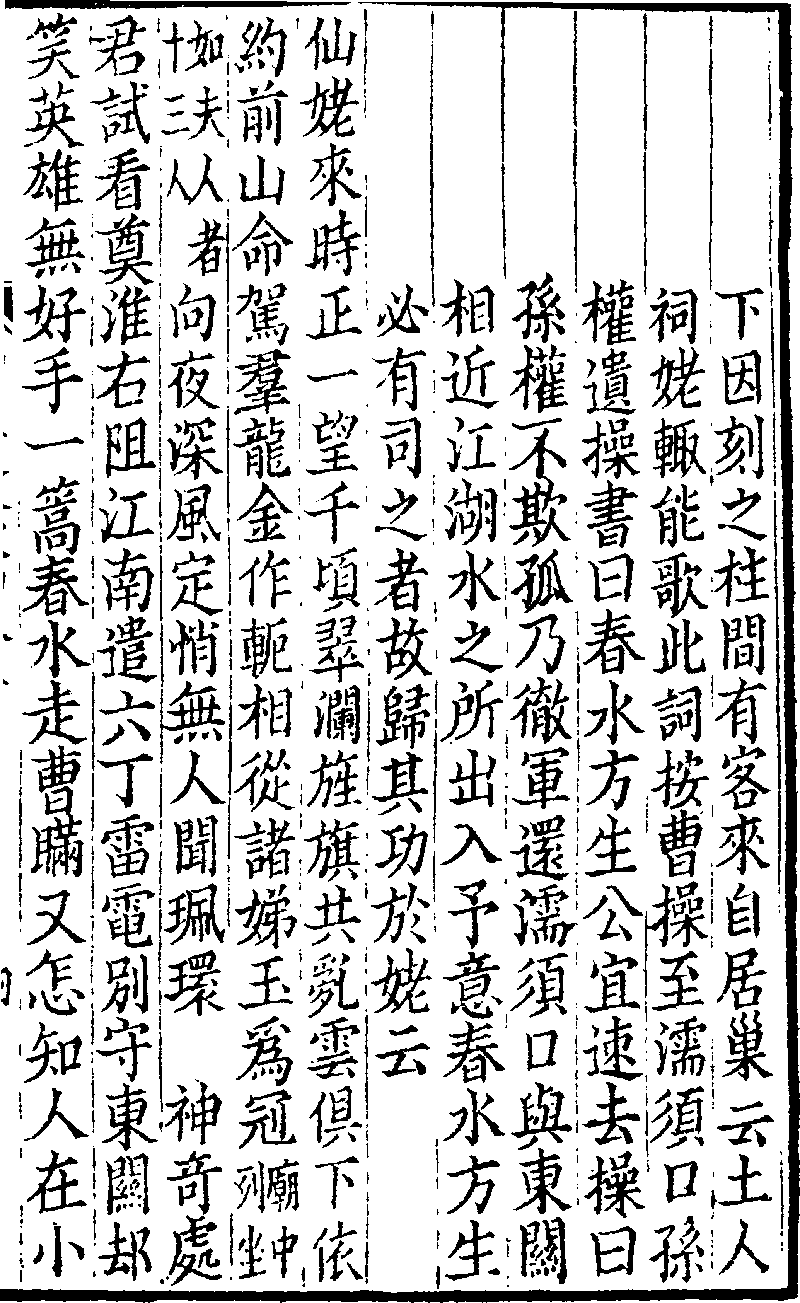 下因刻之柱間有客來自居巢云土人
祠姥輙能歌此詞按曹操至濡須口孫
權遺操書曰春水方生公宜速去操曰
孫權不欺孤乃徹軍還濡須口與東關
相近江湖水之所出入予意春水方生
必有司之者故歸其功於姥云
仙姥來時正一望千頃翠瀾旌旗共亂雲俱下依
約前山命駕羣龍金作軛相從諸娣玉爲冠廟中列坐
如夫人者十三人向夜深風定悄無人聞珮環　神奇處
君試看奠淮右阻江南遣六丁雷電別守東關却
笑英雄無好手一篙春水走曹瞞又怎知人在小